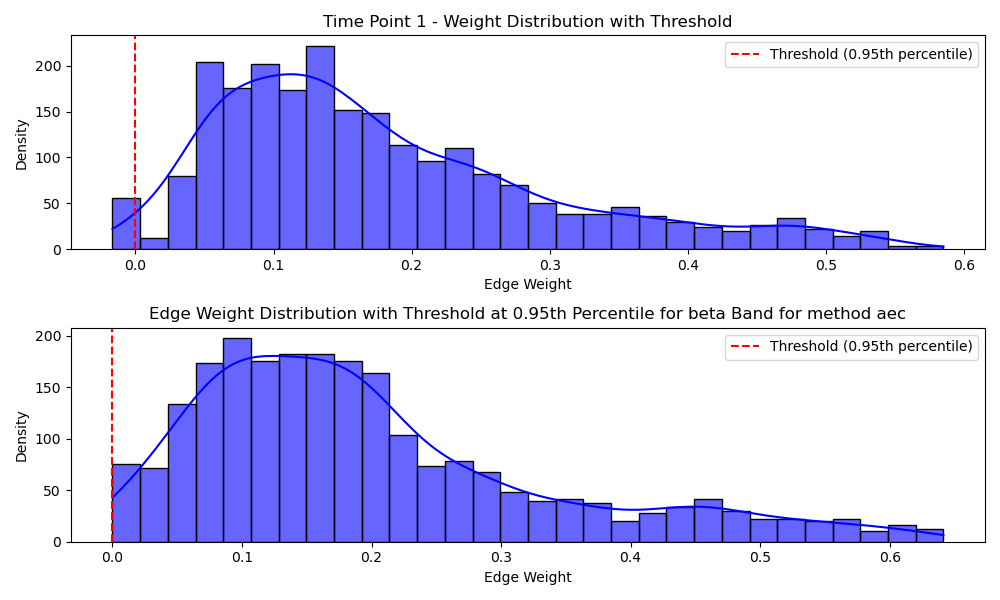 Time Point 1 - Weight Distribution with Threshold
Threshold (0.95th percentile)
200
150
100
50
0
Density
0.0 0.1 0.2 0.3 0.4 0.5 0.6
Edge Weight
Edge Weight Distribution with Threshold at 0.95th Percentile for beta Band for method aec
Threshold (0.95th percentile)
200
150
100
50
0
Density
0.0 0.1 0.2 0.3 0.4 0.5 0.6
Edge Weight